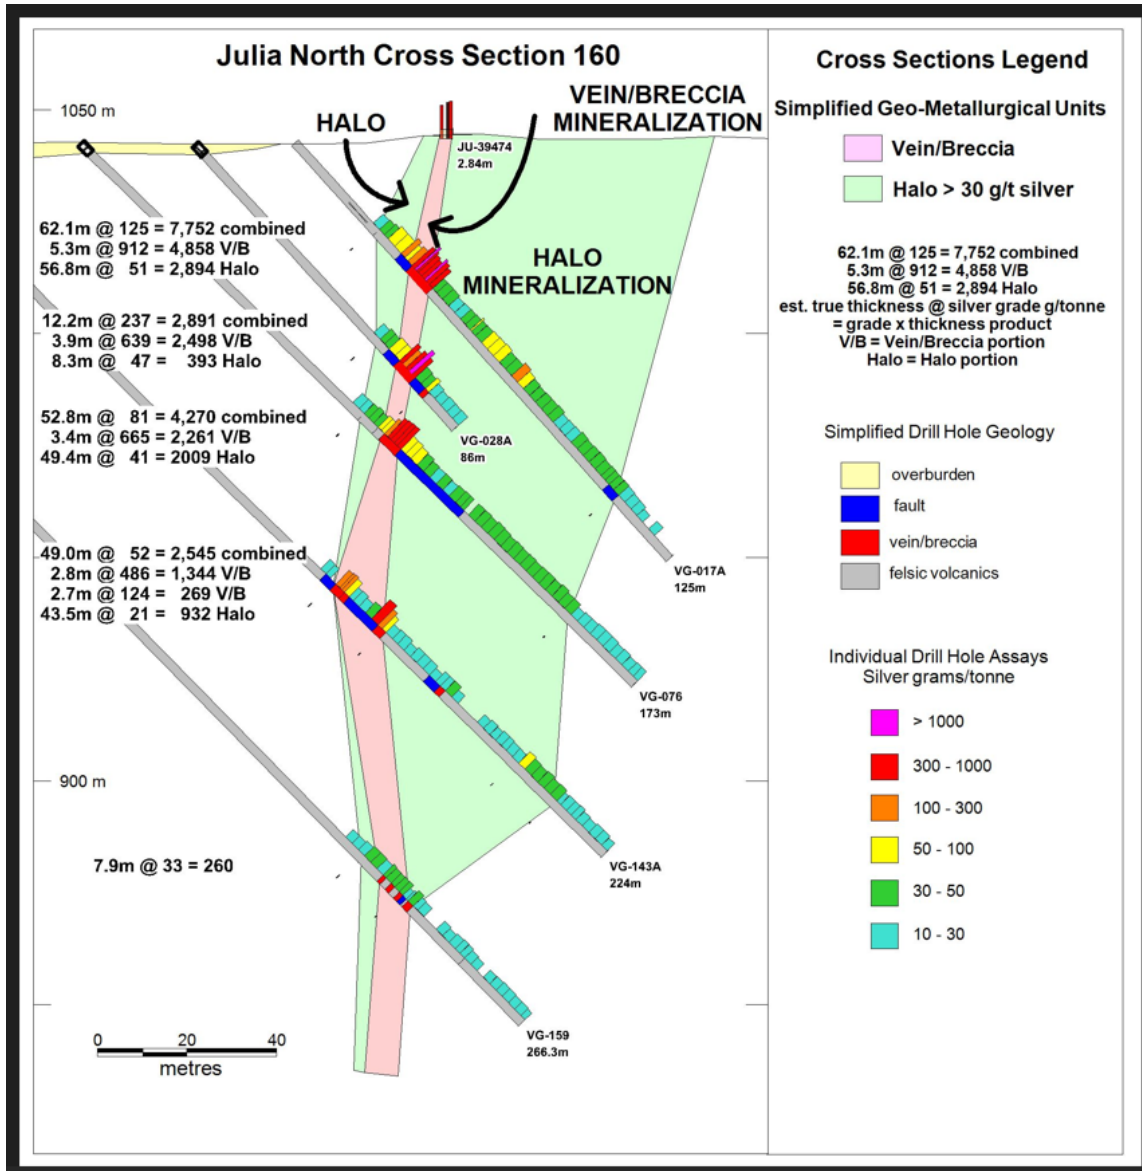 Julia North Cross Section 160
1050 m
HALO
VEIN/BRECCIA
MINERALIZATION
JU-39474
2.84m
62.1m @ 125 = 7,752 combined
5.3m @ 912 = 4,858 V/B
56.8m @ 51 = 2,894 Halo
HALO
MINERALIZATION
12.2m @ 237 = 2,891 combined
3.9m @ 639 = 2,498 V/B
8.3m @ 47 = 393 Halo
52.8m @ 81 = 4,270 combined
3.4m @ 665 = 2,261 V/B
49.4m @ 41 = 2009 Halo
VG-028A
86m
VG-017A
125m
49.0m @ 52 = 2,545 combined
2.8m @ 486 = 1,344 V/B
2.7m @ 124 = 269 V/B
43.5m @ 21 = 932 Halo
VG-076
173m
900 m
VG-143A
224m
7.9m @ 33 = 260
VG-159
266.3m
0 20 40
metres
Cross Sections Legend
Simplified Geo-Metallurgical Units
Vein/Breccia
Halo > 30 g/t silver
62.1m @ 125 = 7,752 combined
5.3m @ 912 = 4,858 V/B
56.8m @ 51 = 2,894 Halo
est. true thickness @ silver grade g/tonne
= grade x thickness product
V/B = Vein/Breccia portion
Halo = Halo portion
Simplified Drill Hole Geology
overburden
fault
vein/breccia
felsic volcanics
Individual Drill Hole Assays
Silver grams/tonne
> 1000
300 - 1000
100 - 300
50 - 100
30 - 50
10 - 30